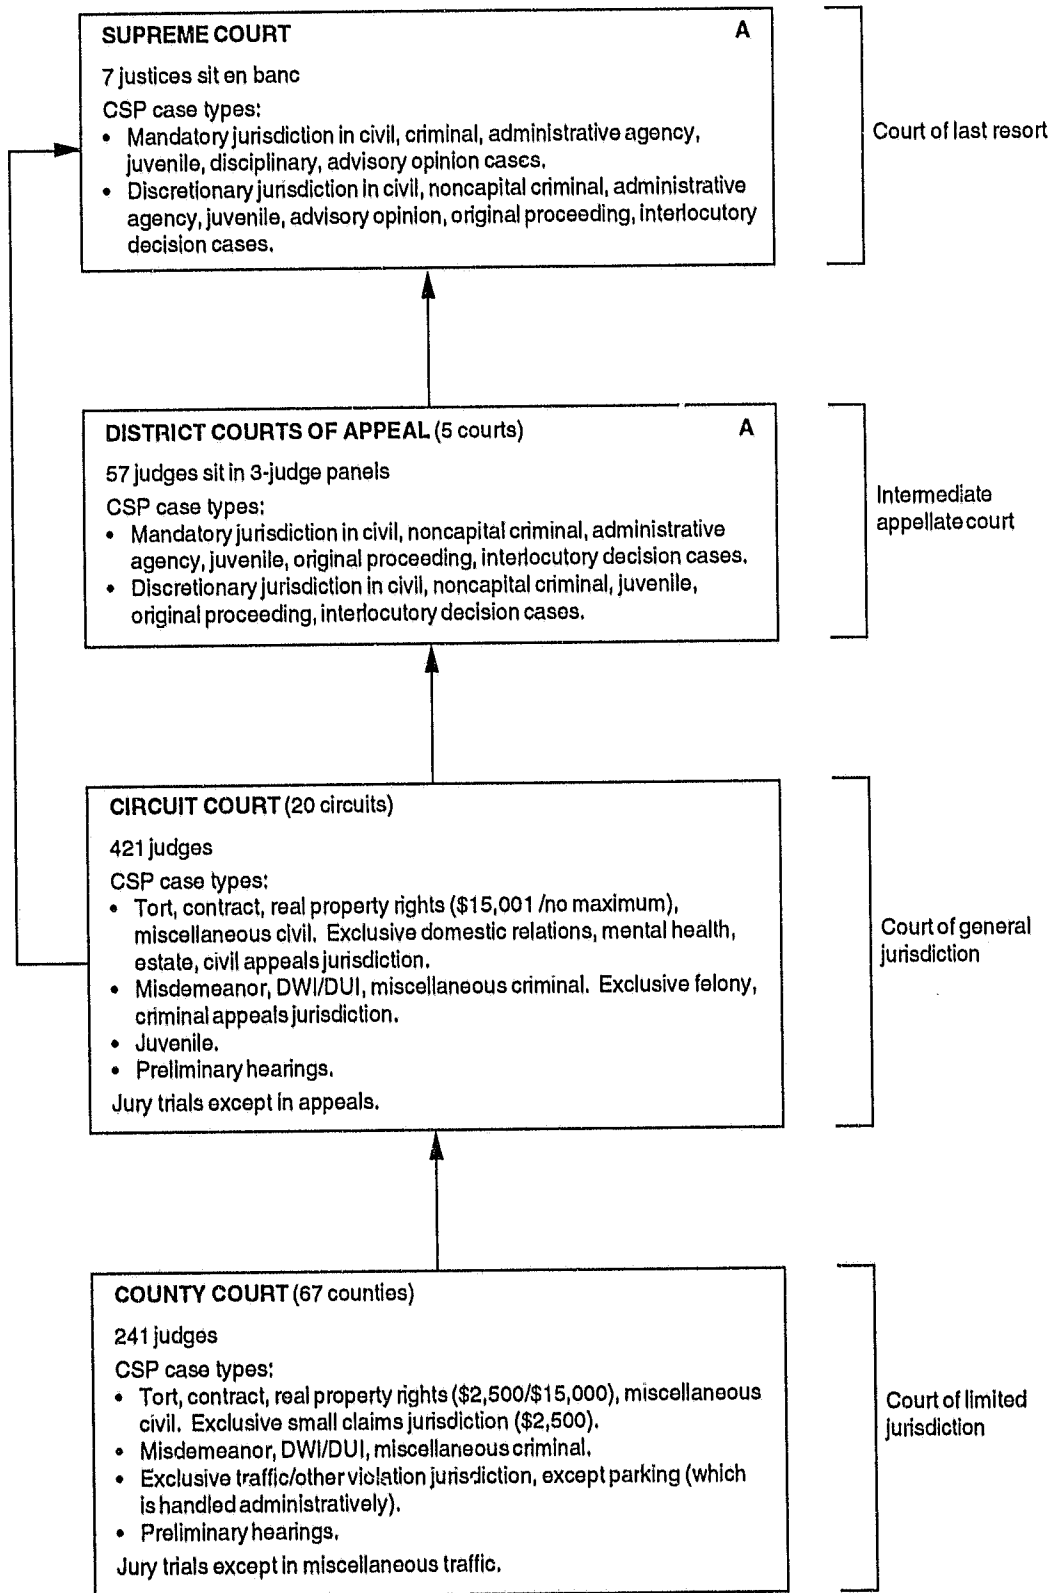 SUPREME COURT A
7 justices sit en banc
CSP case types:
• Mandatory jurisdiction in civil, criminal, administrative agency,
juvenile, disciplinary, advisory opinion cases.
• Discretionary jurisdiction in civil, noncapital criminal, administrative
agency, juvenile, advisory opinion, original proceeding, interlocutory
decision cases.
Court of last resort
DISTRICT COURTS OF APPEAL (5 courts) A
57 judges sit in 3-judge panels
CSP case types:
• Mandatory jurisdiction in civil, noncapital criminal, administrative
agency, juvenile, original proceeding, interlocutory decision cases.
• Discretionary jurisdiction in civil, noncapital criminal, juvenile,
original proceeding, interlocutory decision cases.
Intermediate
appellate court
CIRCUIT COURT (20 circuits)
421 judges
CSP case types:
• Tort, contract, real property rights ($15,001 /no maximum),
miscellaneous civil. Exclusive domestic relations, mental health,
estate, civil appeals jurisdiction.
• Misdemeanor, DWI/DUI, miscellaneous criminal. Exclusive felony,
criminal appeals jurisdiction.
• Juvenile.
• Preliminary hearings.
Jury trials except in appeals.
Court of general
jurisdiction
COUNTY COURT (67 counties)
241 judges
CSP case types:
• Tort, contract, real property rights ($2,500/$15,000), miscellaneous
civil. Exclusive small claims jurisdiction ($2,500).
• Misdemeanor, DWI/DUI, miscellaneous criminal.
• Exclusive traffic/other violation jurisdiction, except parking (which
is handled administratively).
• Preliminary hearings.
Jury trials except in miscellaneous traffic.
Court of limited
jurisdiction